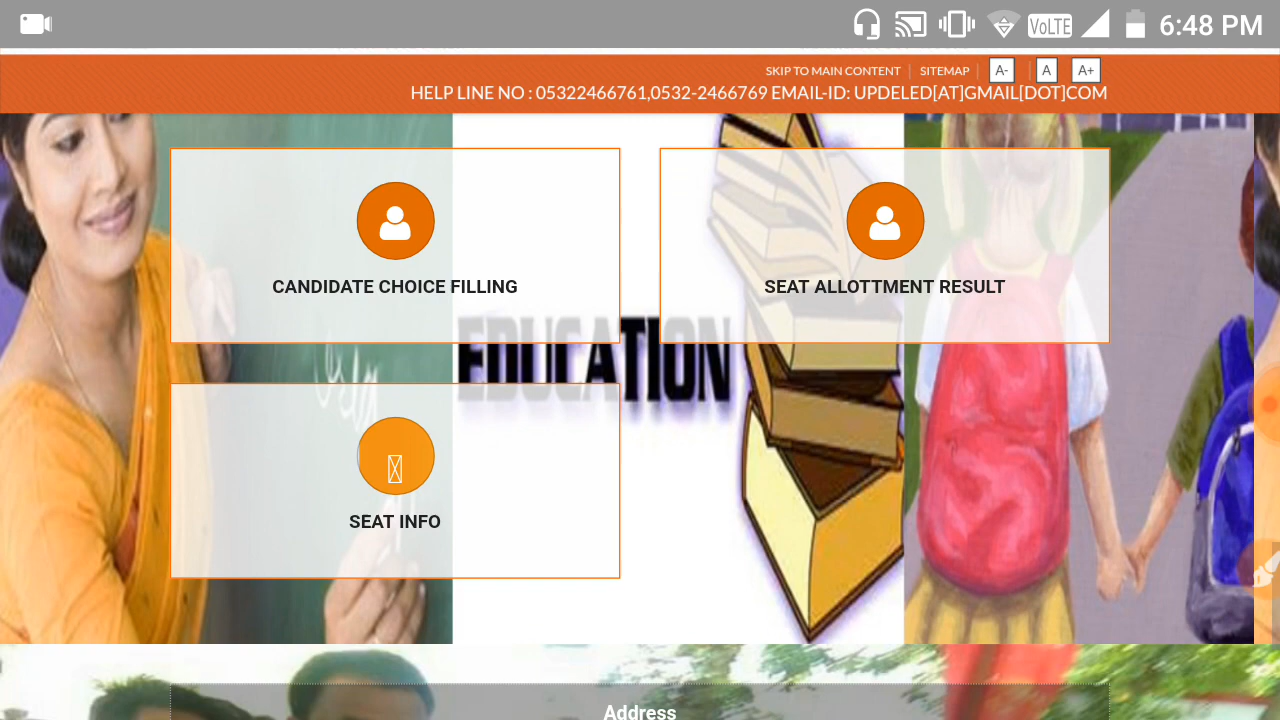 VoLTE 6:48 PM
SKIP TO MAIN CONTENT | SITEMAP | A- | A A+
HELP LINE NO : 05322466761,0532-2466769 EMAIL-ID: UPDELED[AT]GMAIL[DOT]COM
CANDIDATE CHOICE FILLING
SEAT ALLOTTMENT RESULT
EDUCATION
SEAT INFO
Address